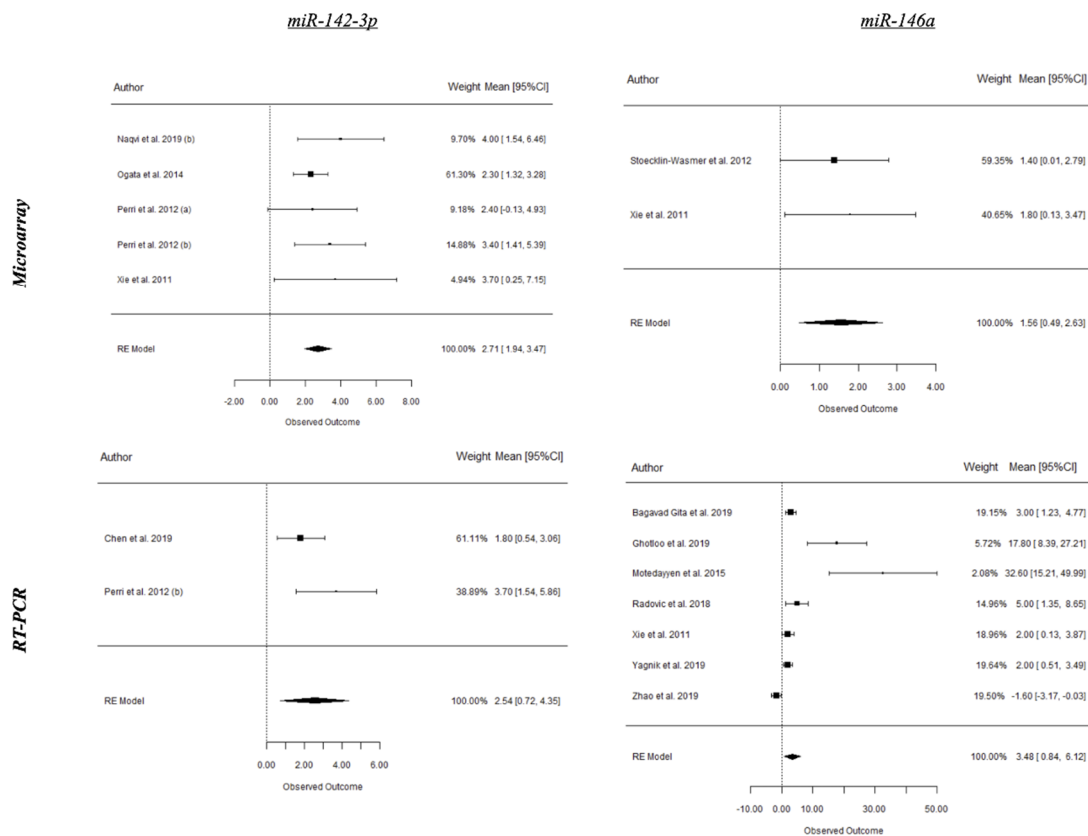 miR-142-3p
miR-146a
Microarray
Author Weight Mean [95%CI]
Naqvi et al. 2019 (b) 9.70% 4.00 [ 1.54, 6.46]
Ogata et al. 2014 61.30% 2.30 [ 1.32, 3.28]
Perri et al. 2012 (a) 9.18% 2.40 [-0.13, 4.93]
Perri et al. 2012 (b) 14.88% 3.40 [ 1.41, 5.39]
Xie et al. 2011 4.94% 3.70 [ 0.25, 7.15]
RE Model 100.00% 2.71 [ 1.94, 3.47]
-2.00 0.00 2.00 4.00 6.00 8.00
Observed Outcome
Author Weight Mean [95%CI]
Stoecklin-Wasmer et al. 2012 59.35% 1.40 [0.01, 2.79]
Xie et al. 2011 40.65% 1.80 [0.13, 3.47]
RE Model 100.00% 1.56 [0.49, 2.63]
0.00 1.00 2.00 3.00 4.00
Observed Outcome
RT-PCR
Author Weight Mean [95%CI]
Chen et al. 2019 61.11% 1.80 [0.54, 3.06]
Perri et al. 2012 (b) 38.89% 3.70 [1.54, 5.86]
RE Model 100.00% 2.54 [0.72, 4.35]
0.00 2.00 4.00 6.00
Observed Outcome
Author Weight Mean [95%CI]
Bagavad Gita et al. 2019 19.15% 3.00 [ 1.23, 4.77]
Ghotloo et al. 2019 5.72% 17.80 [ 8.39, 27.21]
Motedayyen et al. 2015 2.08% 32.60 [15.21, 49.99]
Radovic et al. 2018 14.96% 5.00 [ 1.35, 8.65]
Xie et al. 2011 18.96% 2.00 [ 0.13, 3.87]
Yagnik et al. 2019 19.64% 2.00 [ 0.51, 3.49]
Zhao et al. 2019 19.50% -1.60 [-3.17, -0.03]
RE Model 100.00% 3.48 [ 0.84, 6.12]
-10.00 0.00 10.00 30.00 50.00
Observed Outcome